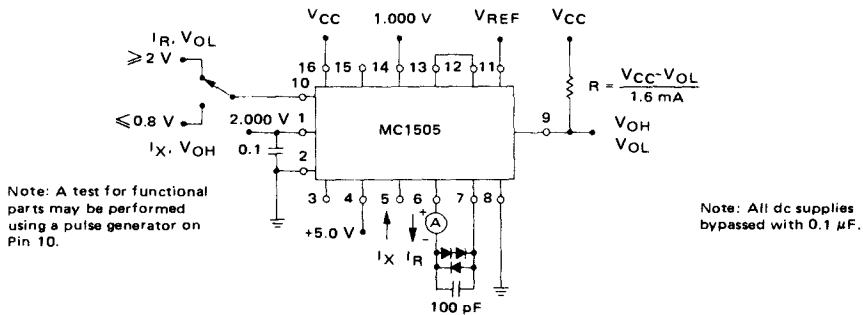 VCC
1.000 V
VREF
VCC
IR, VOL
≥2 V
16
15
14
13
12
11
10
R = VCC-VOL
1.6 mA
2.000 V
1
MC1505
9
VOH
VOL
≤0.8 V
IX, VOH
0.1
2
Note: A test for functional
parts may be performed
using a pulse generator on
Pin 10.
3
4
5
6
7
8
+
A
−
+5.0 V
IX
IR
100 pF
Note: All dc supplies
bypassed with 0.1 µF.